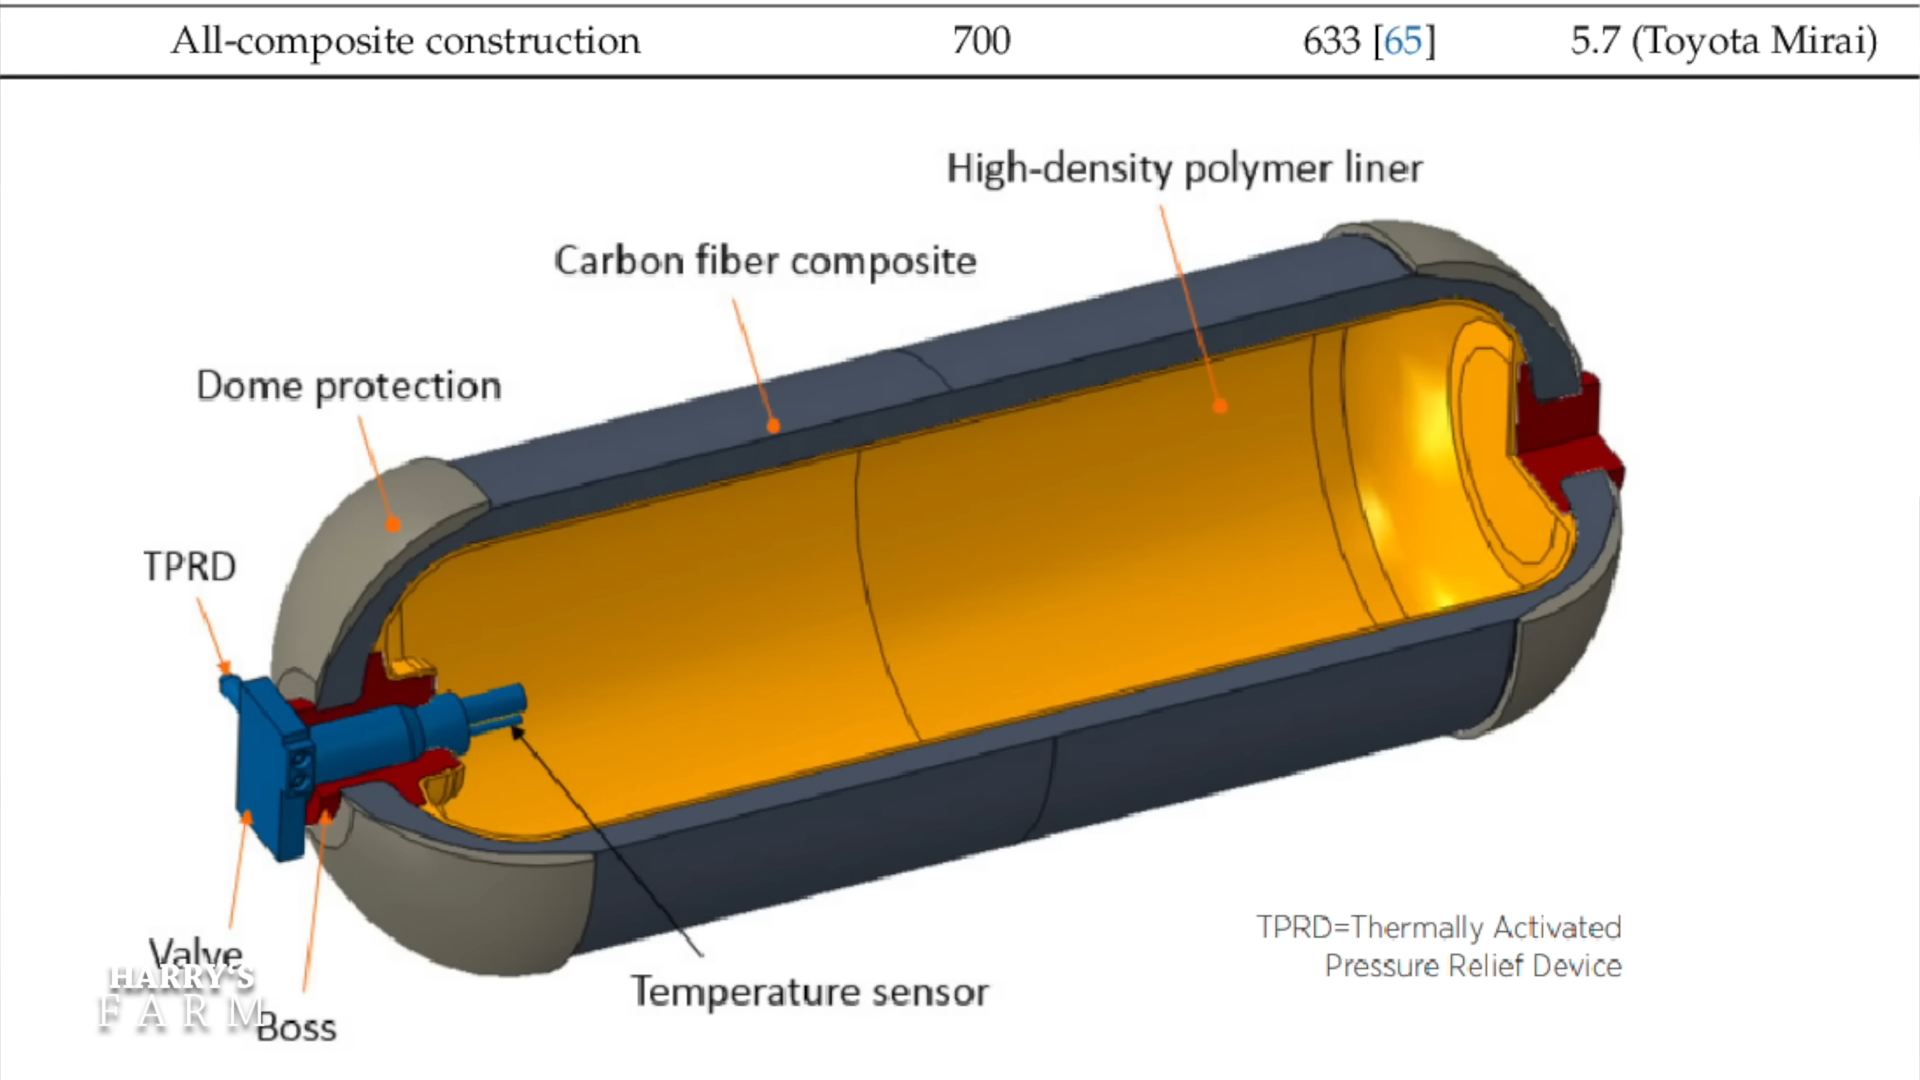 All-composite construction 700 633 [65] 5.7 (Toyota Mirai)
High-density polymer liner
Carbon fiber composite
Dome protection
TPRD
TPRD=Thermally Activated
Pressure Relief Device
Valve
HARRY'S
FARM
Temperature sensor
Boss